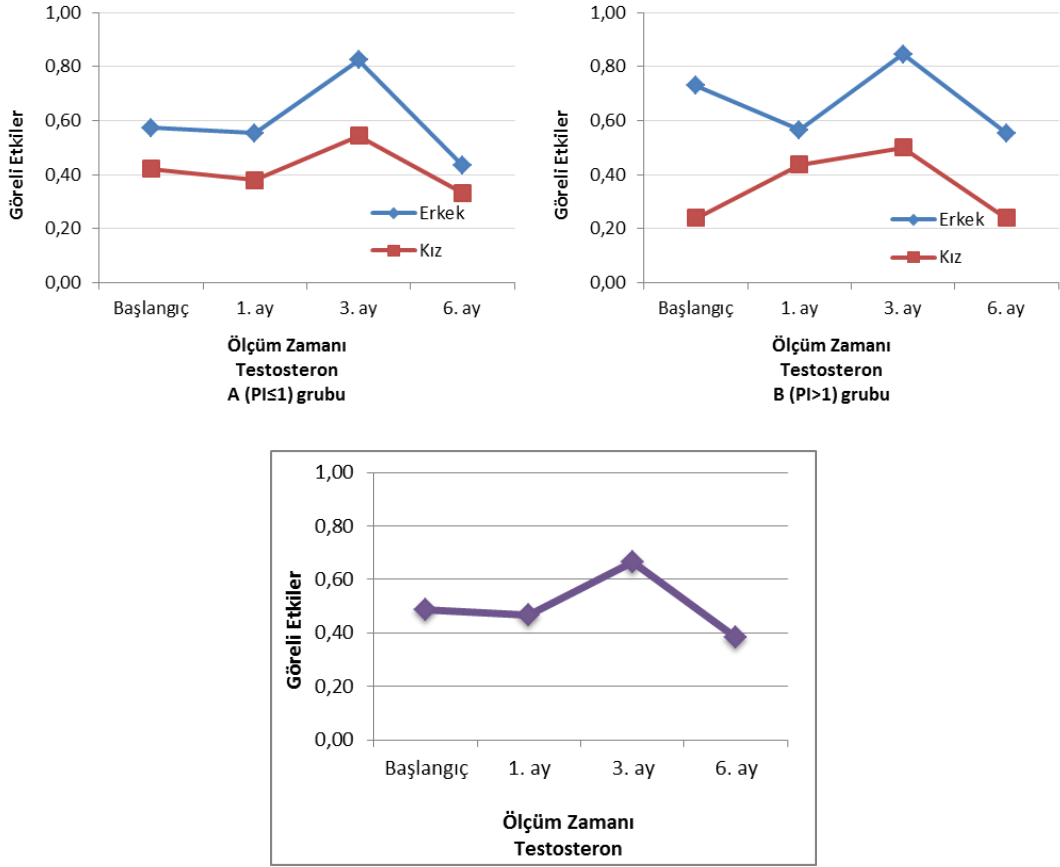 1,00
0,80
0,60
0,40
0,20
0,00
Göreli Etkiler
Erkek
Kız
Başlangıç 1. ay 3. ay 6. ay
Ölçüm Zamanı
Testosteron
A (PI≤1) grubu
1,00
0,80
0,60
0,40
0,20
0,00
Göreli Etkiler
Erkek
Kız
Başlangıç 1. ay 3. ay 6. ay
Ölçüm Zamanı
Testosteron
B (PI>1) grubu
1,00
0,80
0,60
0,40
0,20
0,00
Göreli Etkiler
Başlangıç 1. ay 3. ay 6. ay
Ölçüm Zamanı
Testosteron